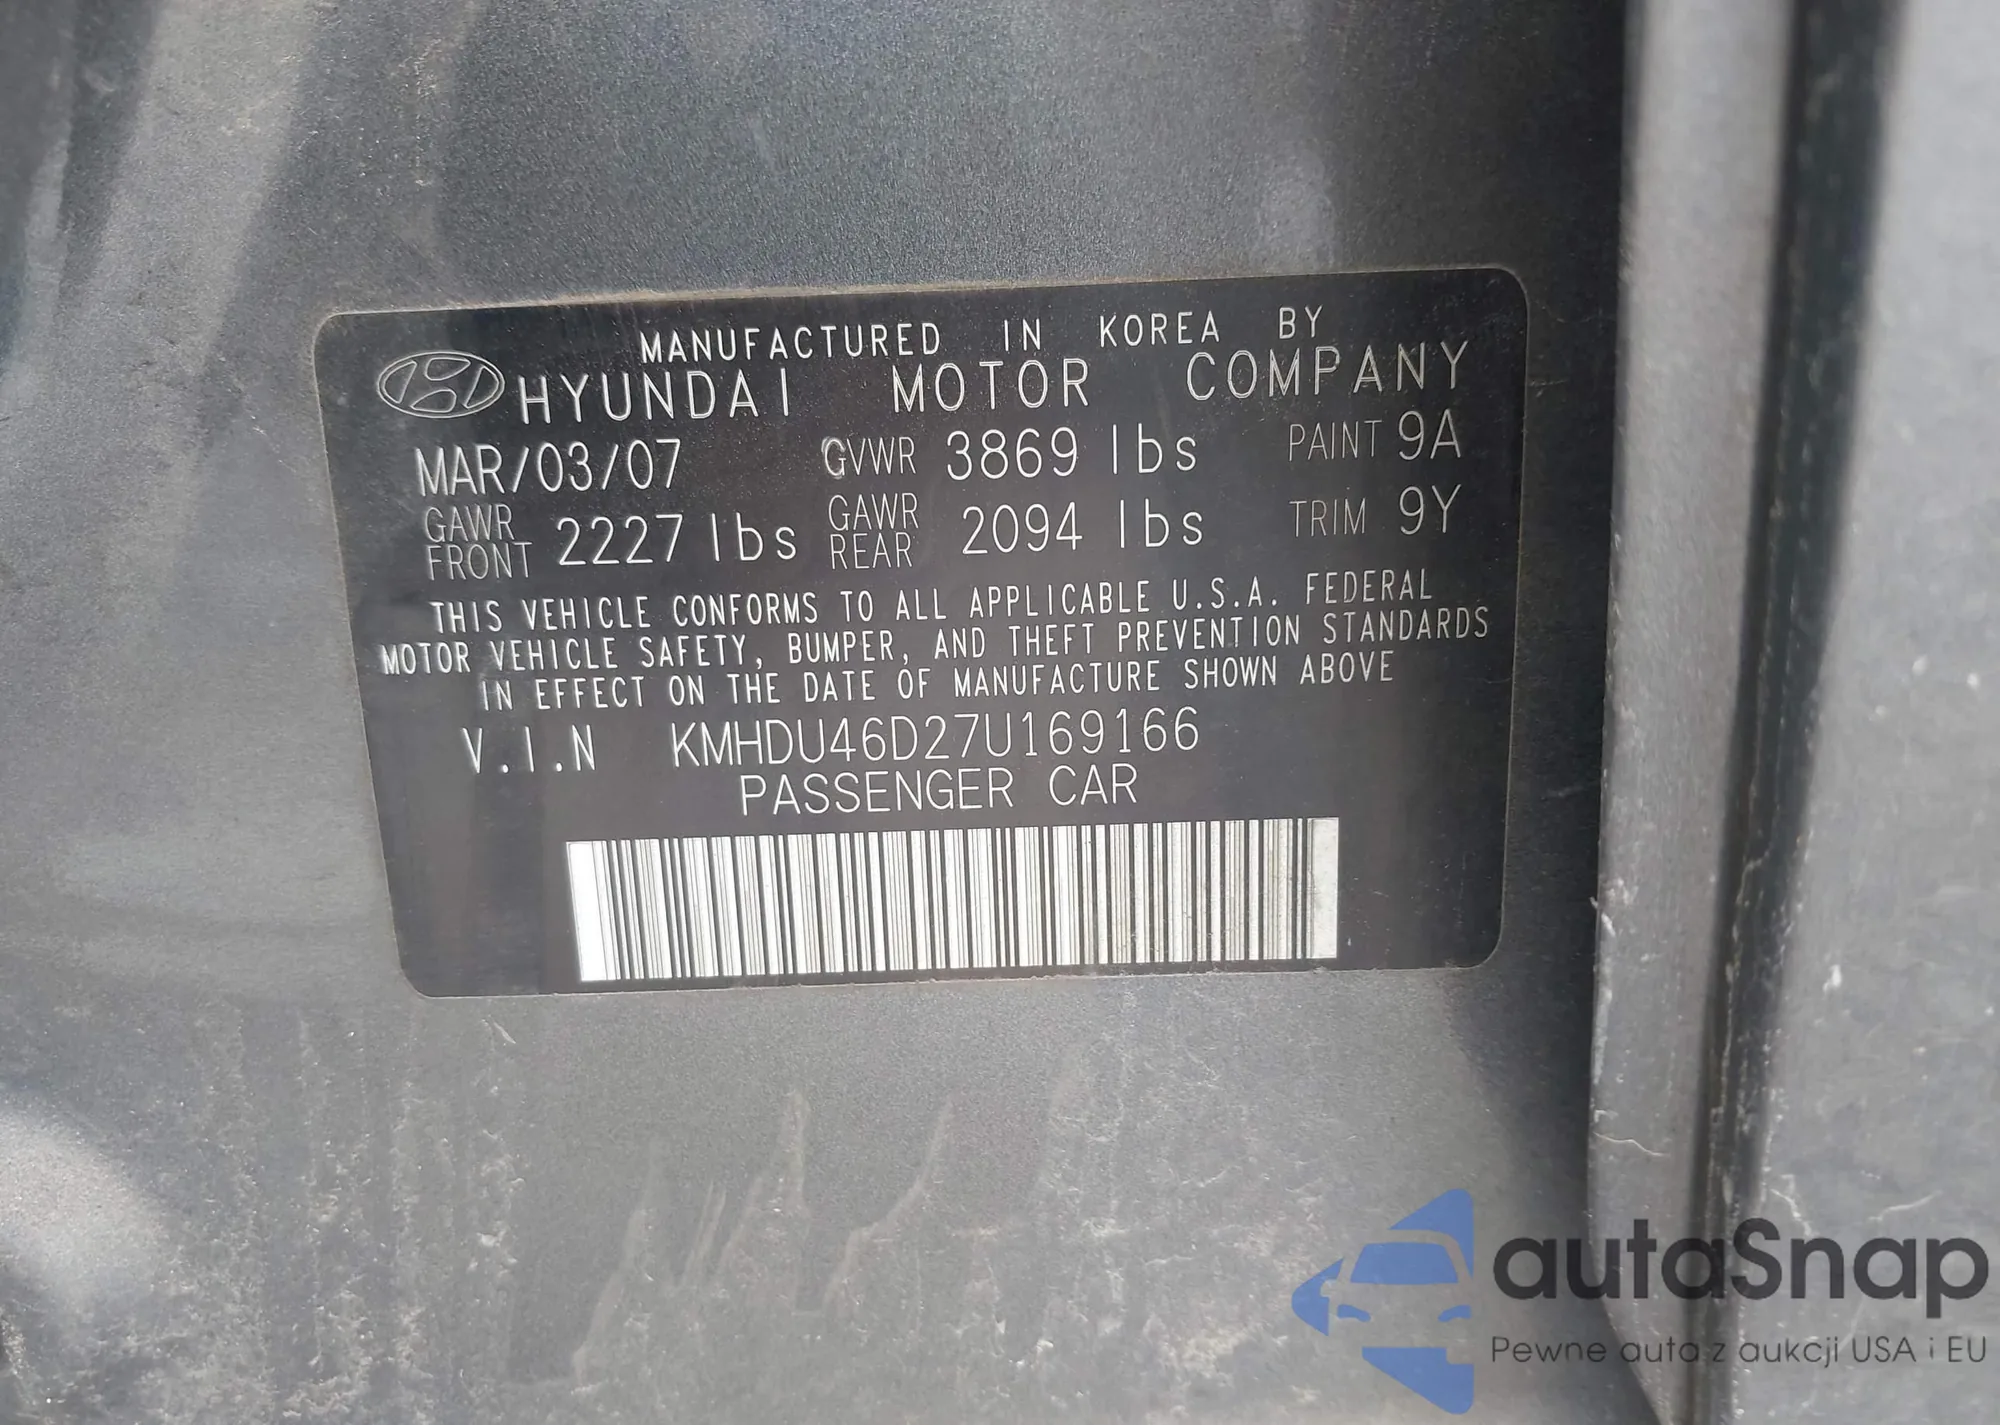 MANUFACTURED IN KOREA BY
HYUNDAI MOTOR COMPANY
MAR/03/07 GVWR 3869 lbs PAINT 9A
GAWR FRONT 2227 lbs GAWR REAR 2094 lbs TRIM 9Y
THIS VEHICLE CONFORMS TO ALL APPLICABLE U.S.A. FEDERAL
MOTOR VEHICLE SAFETY, BUMPER, AND THEFT PREVENTION STANDARDS
IN EFFECT ON THE DATE OF MANUFACTURE SHOWN ABOVE
V.I.N KMHDU46D27U169166
PASSENGER CAR
autaSnap
Pewne auta z aukcji USA i EU